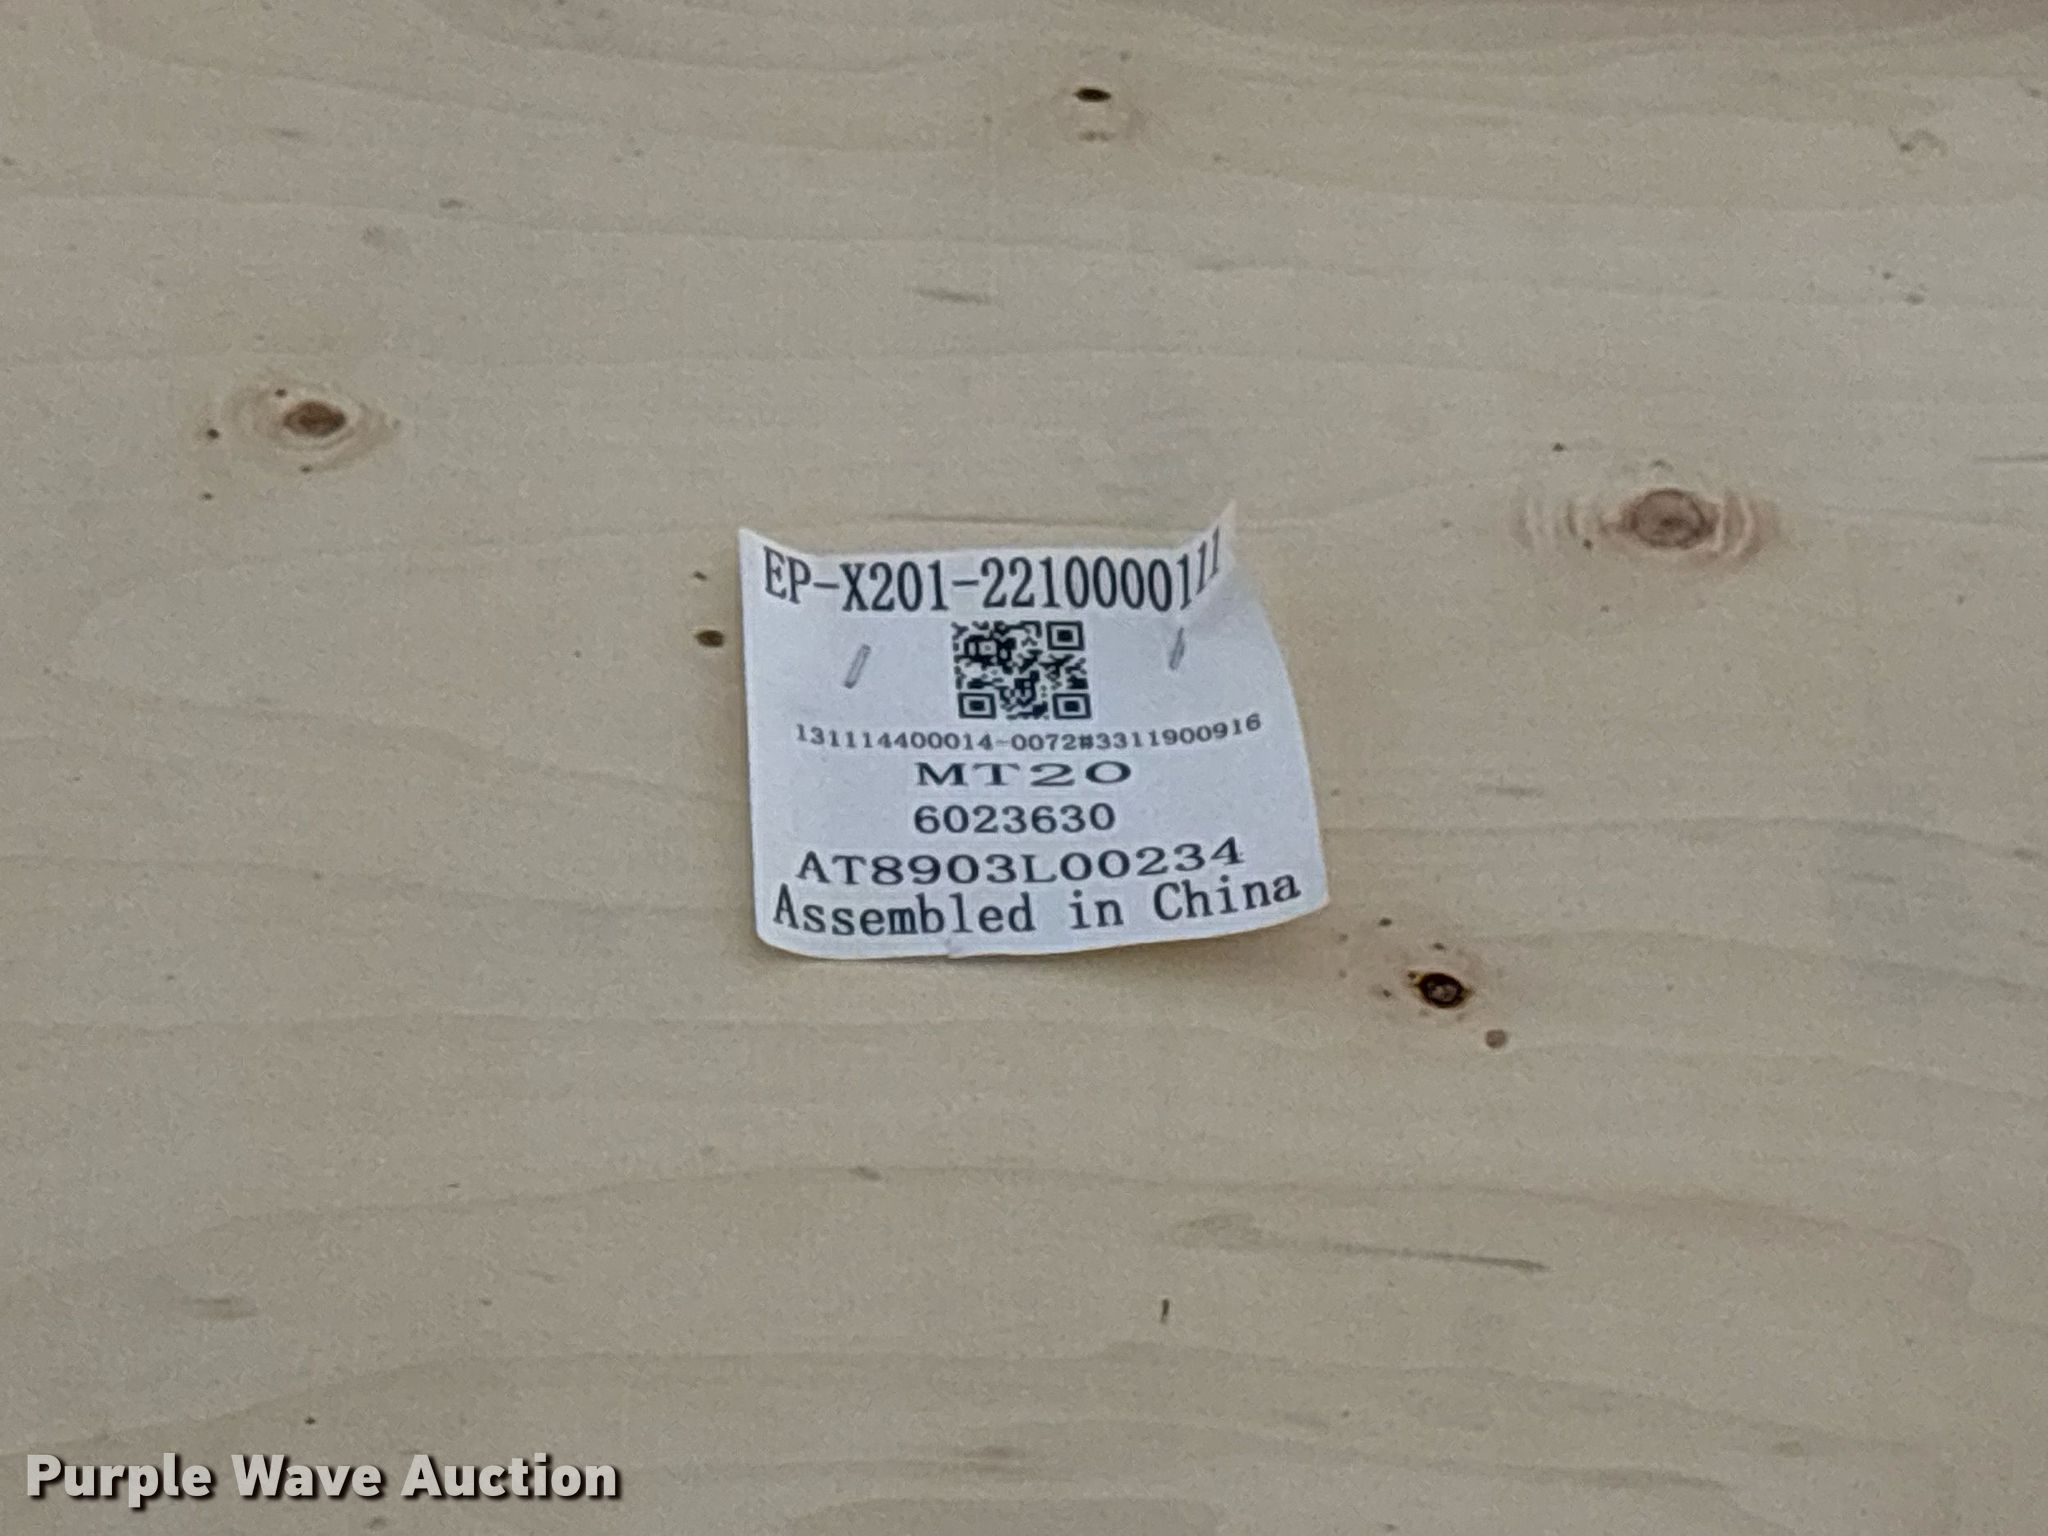 EP-X201-2210000111
131114400014-0072#3311900916
MT20
6023630
AT8903L00234
Assembled in China
Purple Wave Auction